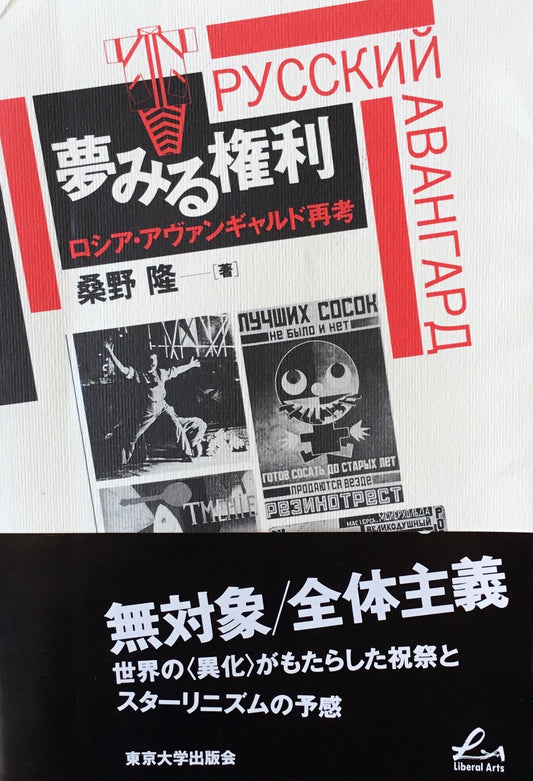 РУССКИЙ
АВАНГАРД
夢みる権利
ロシア・アヴァンギャルド再考
桑野 隆──[著]
ЛУЧШИХ СОСОК
НЕ БЫЛО И НЕТ
ГОТОВ СОСАТЬ ДО СТАРЫХ ЛЕТ
ПРОДАЮТСЯ ВЕЗДЕ
РЕЗИНОТРЕСТ
МЕЙЕРХОЛЬДА
ВЕЛИКОДУШНЫЙ
無対象/全体主義
世界の〈異化〉がもたらした祝祭と
スターリニズムの予感
東京大学出版会
Liberal Arts